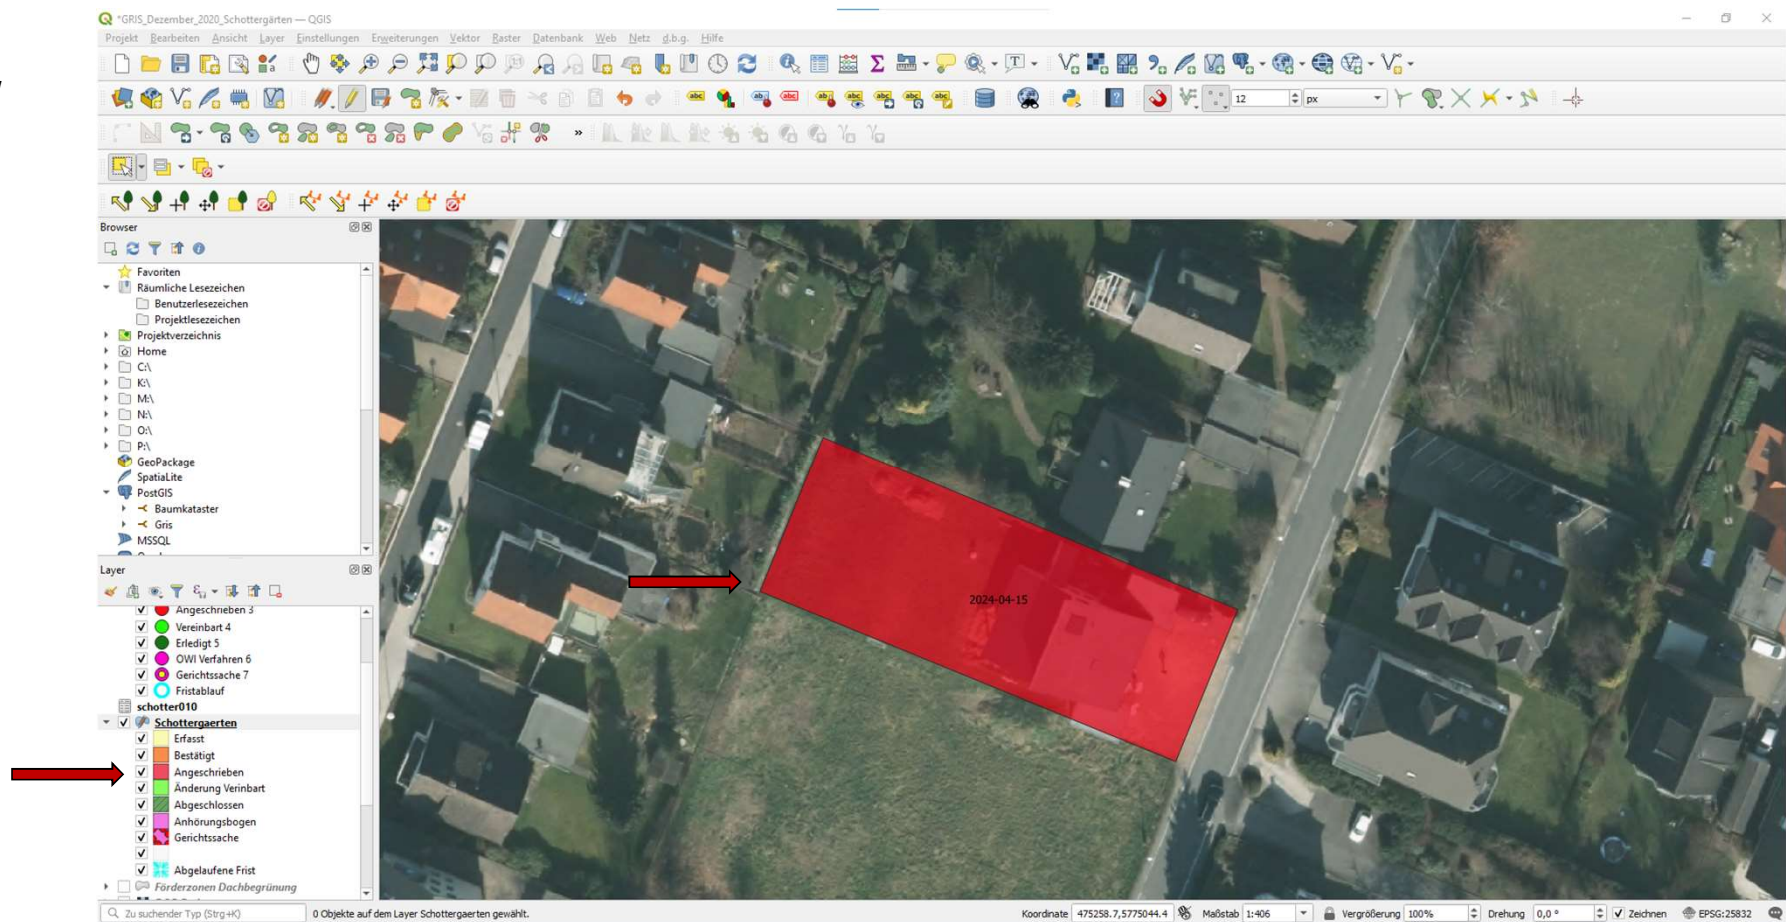 *GRIS_Dezember_2020_Schottergärten — QGIS
Projekt Bearbeiten Ansicht Layer Einstellungen Erweiterungen Vektor Raster Datenbank Web Netz d.b.g. Hilfe
12 px
Browser
Favoriten
Räumliche Lesezeichen
Benutzerlesezeichen
Projektlesezeichen
Projektverzeichnis
Home
C:\
K:\
M:\
N:\
O:\
P:\
GeoPackage
SpatiaLite
PostGIS
Baumkataster
Gris
MSSQL
Layer
Angeschrieben 3
Vereinbart 4
Erledigt 5
OWI Verfahren 6
Gerichtssache 7
Fristablauf
schotter010
Schottergaerten
Erfasst
Bestätigt
Angeschrieben
Änderung Verinbart
Abgeschlossen
Anhörungsbogen
Gerichtssache
Abgelaufene Frist
Förderzonen Dachbegrünung
2024-04-15
Zu suchender Typ (Strg+K) 0 Objekte auf dem Layer Schottergaerten gewählt. Koordinate 475258.7,5775044.4 Maßstab 1:406 Vergrößerung 100% Drehung 0,0 ° Zeichnen EPSG:25832